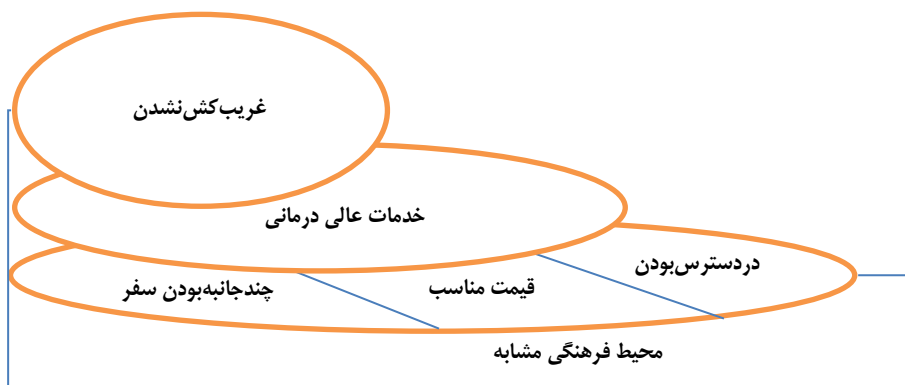 غریب‌کش‌نشدن
خدمات عالی درمانی
دردسترس‌بودن
قیمت مناسب
چندجانبه‌بودن سفر
محیط فرهنگی مشابه